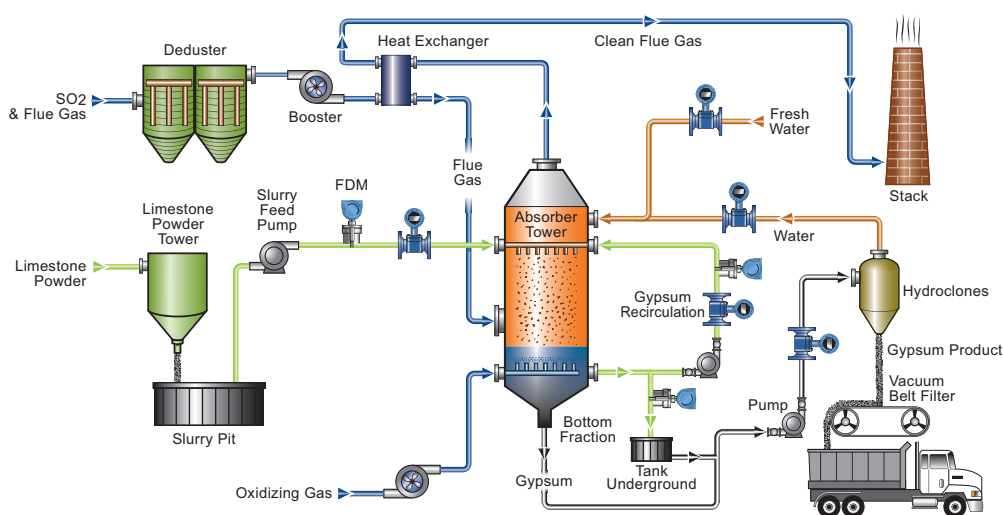 Deduster
Heat Exchanger
Clean Flue Gas
SO2
& Flue Gas
Booster
Fresh
Water
Flue
Gas
Stack
FDM
Slurry
Feed
Pump
Limestone
Powder
Tower
Absorber
Tower
Water
Limestone
Powder
Gypsum
Recirculation
Hydroclones
Gypsum Product
Vacuum
Belt Filter
Pump
Slurry Pit
Bottom
Fraction
Tank
Underground
Gypsum
Oxidizing Gas